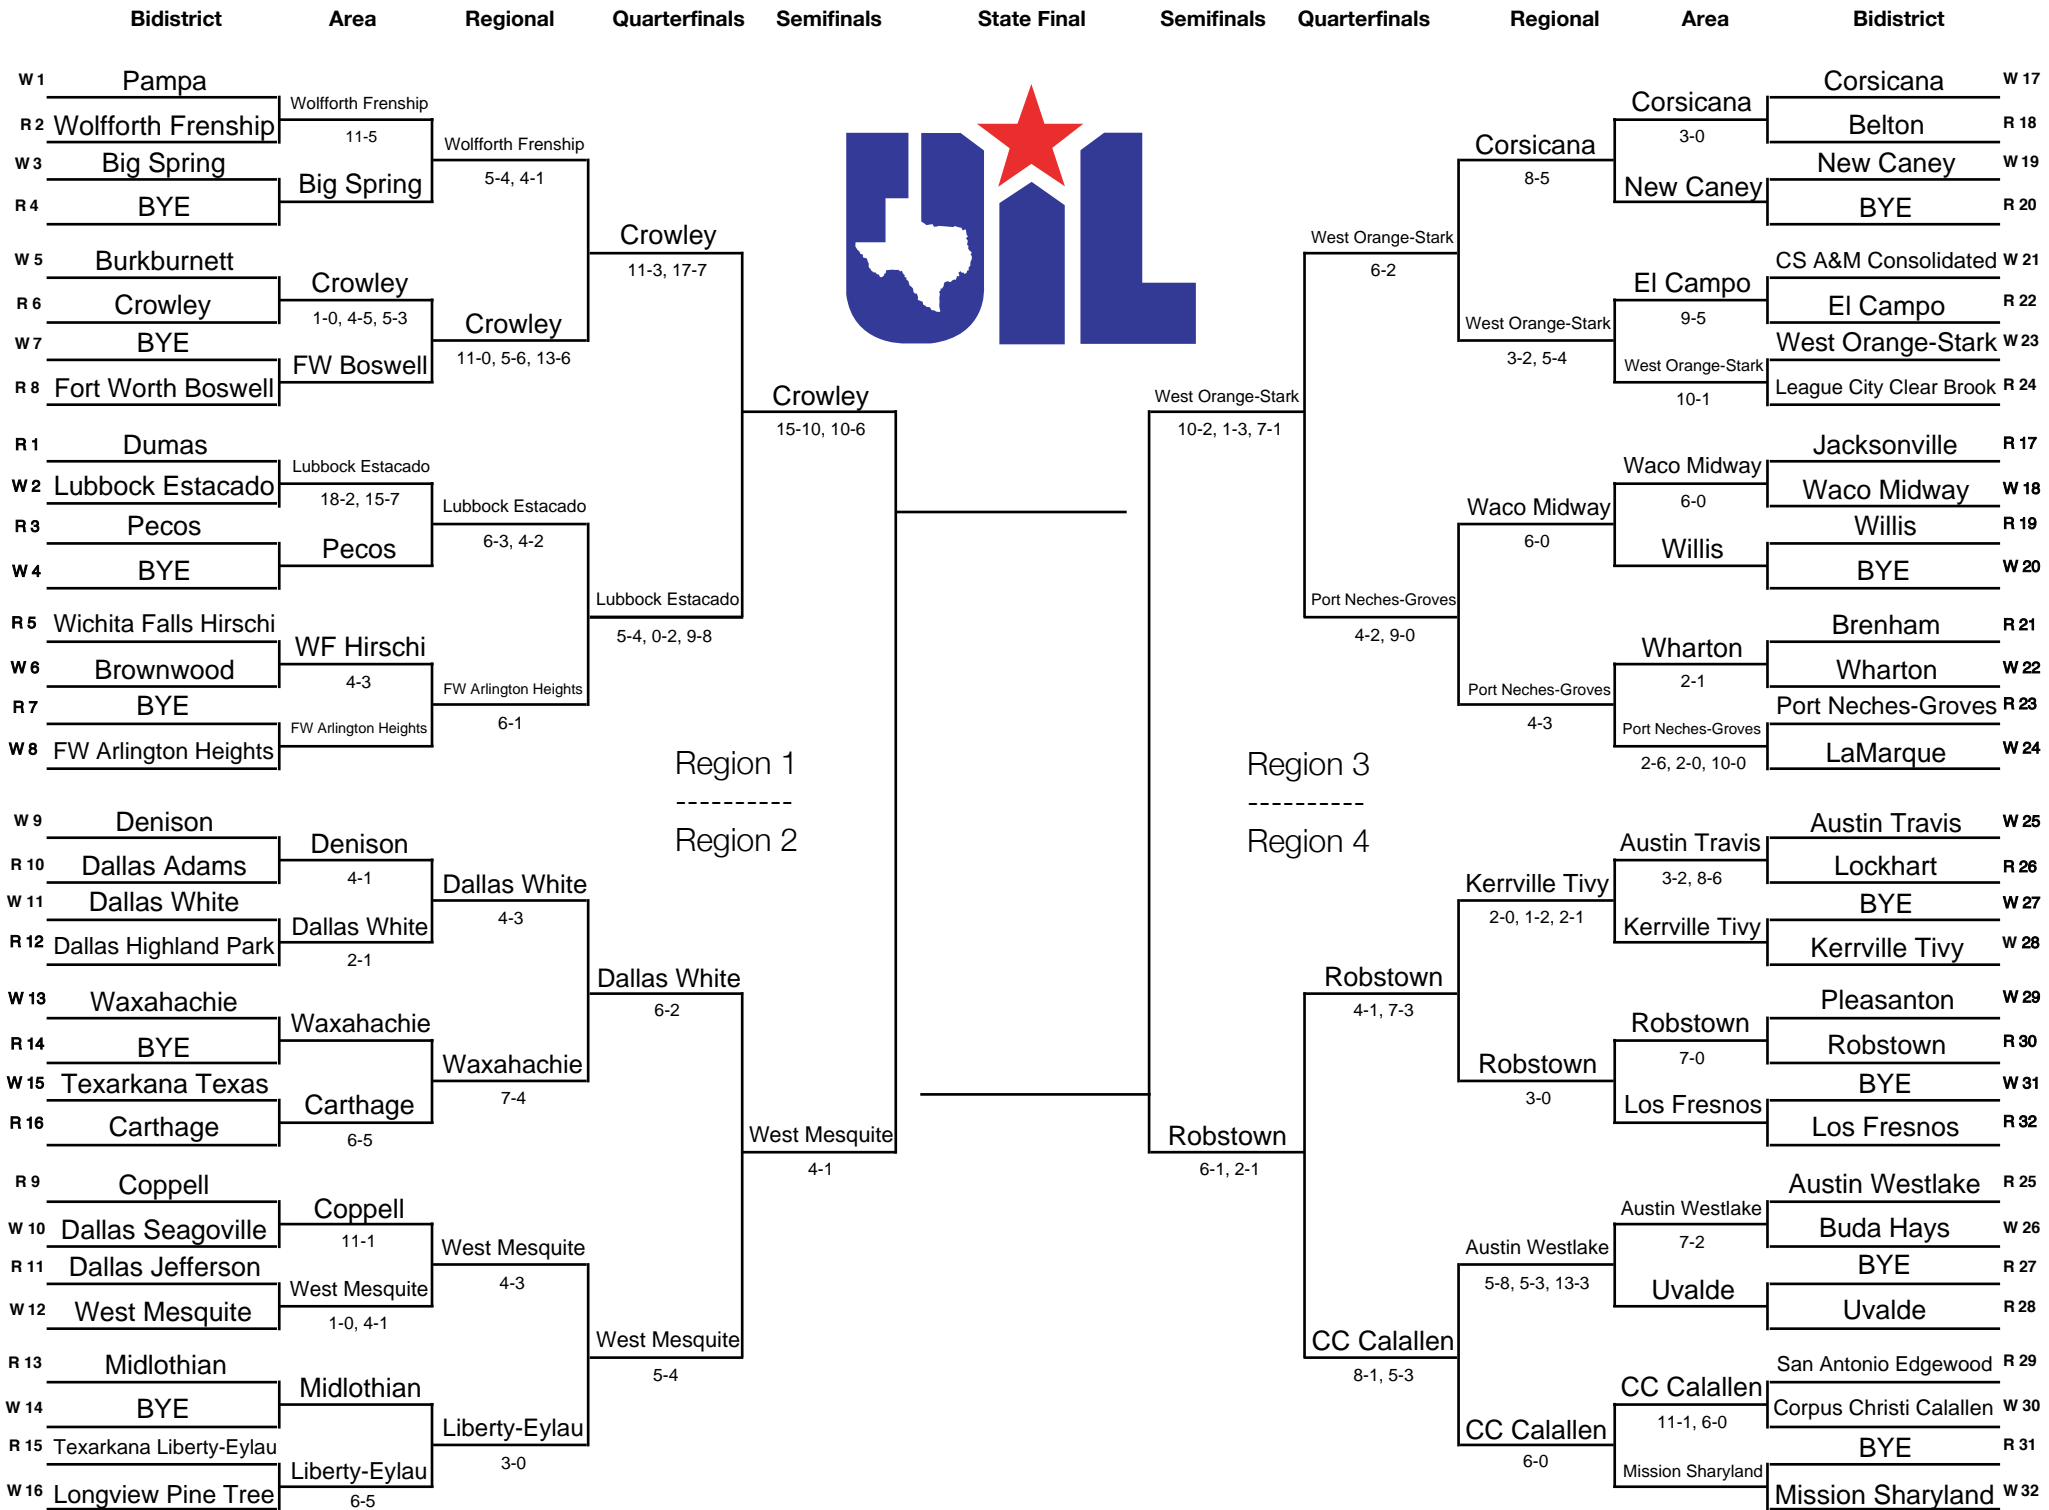 Bidistrict Area Regional Quarterfinals Semifinals State Final Semifinals Quarterfinals Regional Area Bidistrict
W 1 Pampa
Wolfforth Frenship
R 2 Wolfforth Frenship
11-5
Wolfforth Frenship
W 3 Big Spring
5-4, 4-1
Big Spring
R 4 BYE
Crowley
11-3, 17-7
W 5 Burkburnett
Crowley
R 6 Crowley
1-0, 4-5, 5-3
Crowley
W 7 BYE
11-0, 5-6, 13-6
FW Boswell
R 8 Fort Worth Boswell
Crowley
15-10, 10-6
R 1 Dumas
Lubbock Estacado
W 2 Lubbock Estacado
18-2, 15-7
Lubbock Estacado
R 3 Pecos
6-3, 4-2
Pecos
W 4 BYE
Lubbock Estacado
5-4, 0-2, 9-8
R 5 Wichita Falls Hirschi
WF Hirschi
W 6 Brownwood
4-3
FW Arlington Heights
R 7 BYE
6-1
FW Arlington Heights
W 8 FW Arlington Heights
Region 1
----------
Region 2
W 9 Denison
Denison
R 10 Dallas Adams
4-1
Dallas White
W 11 Dallas White
4-3
Dallas White
R 12 Dallas Highland Park
2-1
Dallas White
6-2
W 13 Waxahachie
Waxahachie
R 14 BYE
Waxahachie
W 15 Texarkana Texas
7-4
Carthage
R 16 Carthage
6-5
West Mesquite
4-1
R 9 Coppell
Coppell
W 10 Dallas Seagoville
11-1
West Mesquite
R 11 Dallas Jefferson
4-3
West Mesquite
W 12 West Mesquite
1-0, 4-1
West Mesquite
5-4
R 13 Midlothian
Midlothian
W 14 BYE
Liberty-Eylau
R 15 Texarkana Liberty-Eylau
3-0
Liberty-Eylau
W 16 Longview Pine Tree
6-5
UIL
Corsicana W 17
Corsicana
Belton R 18
3-0
Corsicana
New Caney W 19
8-5
New Caney
BYE R 20
West Orange-Stark
6-2
CS A&M Consolidated W 21
El Campo
El Campo R 22
9-5
West Orange-Stark
West Orange-Stark W 23
3-2, 5-4
West Orange-Stark
League City Clear Brook R 24
10-1
West Orange-Stark
10-2, 1-3, 7-1
Jacksonville R 17
Waco Midway
Waco Midway W 18
6-0
Waco Midway
Willis R 19
6-0
Willis
BYE W 20
Port Neches-Groves
4-2, 9-0
Brenham R 21
Wharton
Wharton W 22
2-1
Port Neches-Groves
Port Neches-Groves R 23
4-3
Port Neches-Groves
LaMarque W 24
2-6, 2-0, 10-0
Region 3
----------
Region 4
Austin Travis W 25
Austin Travis
Lockhart R 26
3-2, 8-6
Kerrville Tivy
BYE W 27
2-0, 1-2, 2-1
Kerrville Tivy
Kerrville Tivy W 28
Robstown
4-1, 7-3
Pleasanton W 29
Robstown
Robstown R 30
7-0
Robstown
BYE W 31
3-0
Los Fresnos
Los Fresnos R 32
Robstown
6-1, 2-1
Austin Westlake R 25
Austin Westlake
Buda Hays W 26
7-2
Austin Westlake
BYE R 27
5-8, 5-3, 13-3
Uvalde
Uvalde R 28
CC Calallen
8-1, 5-3
San Antonio Edgewood R 29
CC Calallen
Corpus Christi Calallen W 30
11-1, 6-0
CC Calallen
BYE R 31
6-0
Mission Sharyland
Mission Sharyland W 32